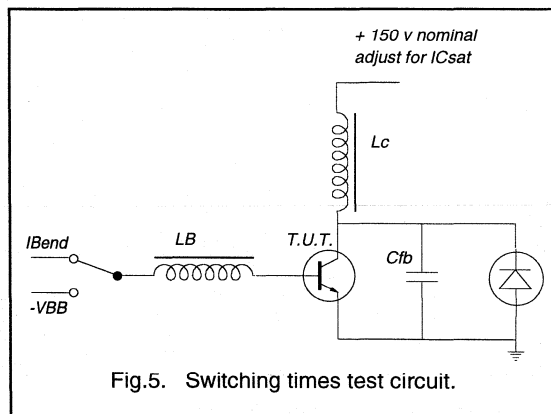 + 150 v nominal
adjust for ICsat
Lc
LB
T.U.T.
IBend
Cfb
-VBB
Fig.5. Switching times test circuit.